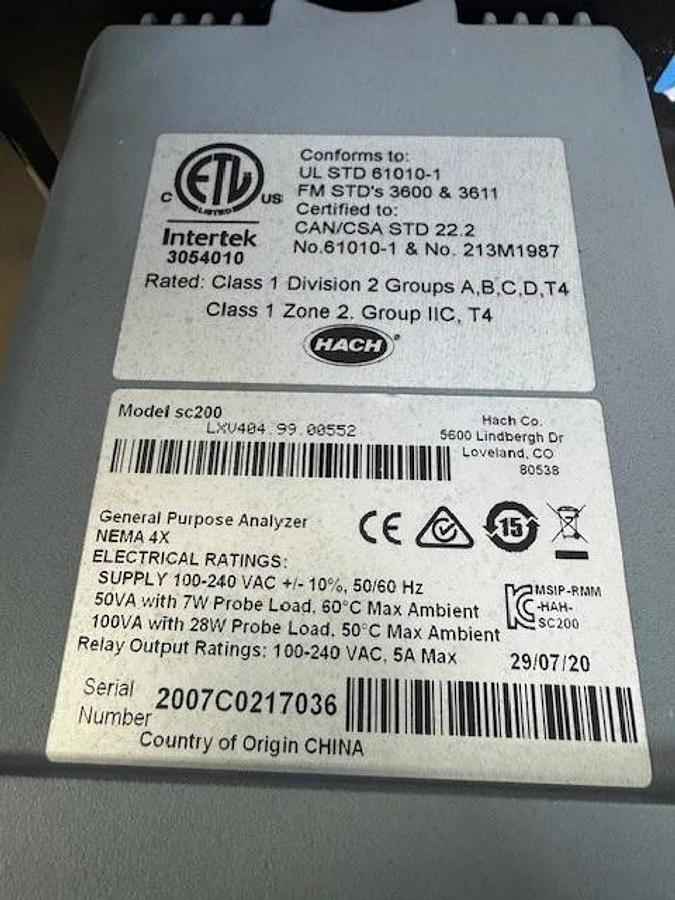 ETL
LISTED
C US
Intertek
3054010
Conforms to:
UL STD 61010-1
FM STD's 3600 & 3611
Certified to:
CAN/CSA STD 22.2
No.61010-1 & No. 213M1987
Rated: Class 1 Division 2 Groups A,B,C,D,T4
Class 1 Zone 2. Group IIC, T4
HACH®
Model sc200
LXV404.99.00552
Hach Co.
5600 Lindbergh Dr
Loveland, CO
80538
General Purpose Analyzer
NEMA 4X
ELECTRICAL RATINGS:
SUPPLY 100-240 VAC +/- 10%, 50/60 Hz
50VA with 7W Probe Load, 60°C Max Ambient
100VA with 28W Probe Load, 50°C Max Ambient
Relay Output Ratings: 100-240 VAC, 5A Max
CE
15
MSIP-RMM
-HAH-
SC200
29/07/20
Serial
Number 2007C0217036
Country of Origin CHINA